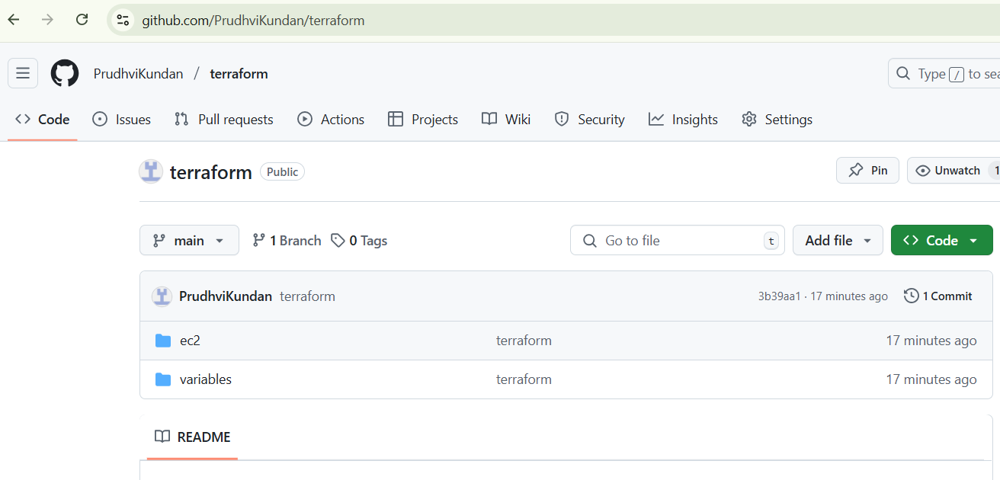 github.com/PrudhviKundan/terraform
PrudhviKundan / terraform
Type / to sea
Code Issues Pull requests Actions Projects Wiki Security Insights Settings
terraform Public
Pin Unwatch 1
main 1 Branch 0 Tags
Go to file t Add file Code
PrudhviKundan terraform 3b39aa1 · 17 minutes ago 1 Commit
ec2 terraform 17 minutes ago
variables terraform 17 minutes ago
README